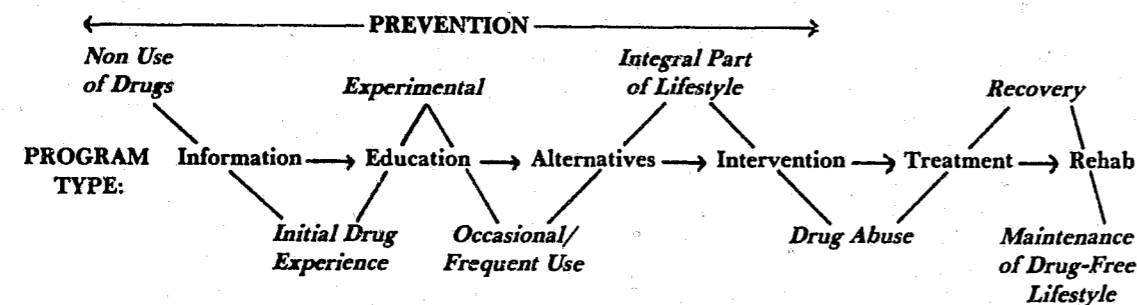 PREVENTION
Non Use
of Drugs
Experimental
Integral Part
of Lifestyle
Recovery
PROGRAM
TYPE:
Information
Education
Alternatives
Intervention
Treatment
Rehab
Initial Drug
Experience
Occasional/
Frequent Use
Drug Abuse
Maintenance
of Drug-Free
Lifestyle